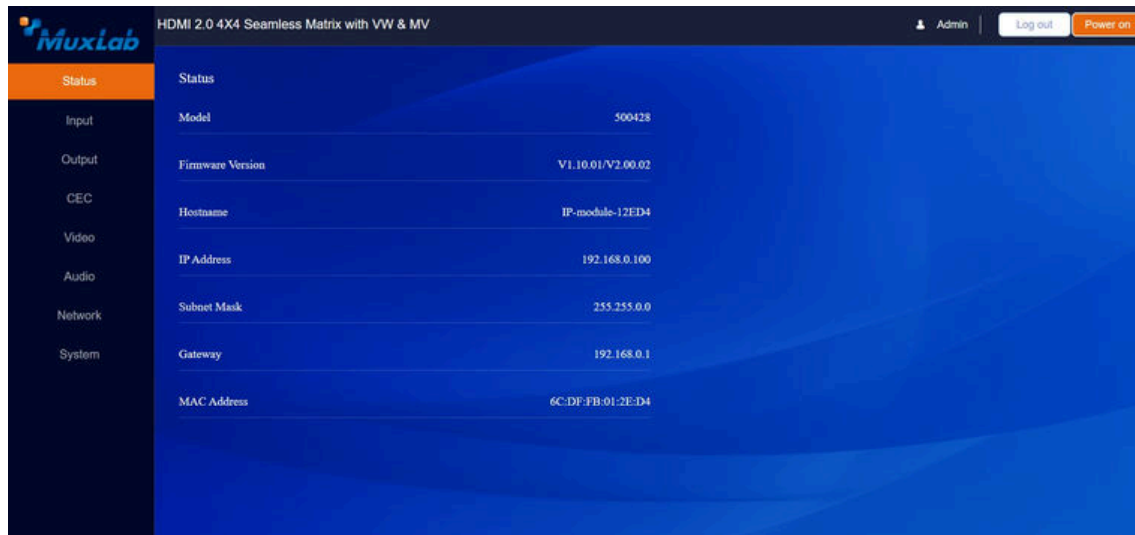 MuxLab
HDMI 2.0 4X4 Seamless Matrix with VW & MV
Admin
Log out
Power on
Status
Input
Output
CEC
Video
Audio
Network
System
Status
Model 500428
Firmware Version V1.10.01/V2.00.02
Hostname IP-module-12ED4
IP Address 192.168.0.100
Subnet Mask 255.255.0.0
Gateway 192.168.0.1
MAC Address 6C:DF:FB:01:2E:D4